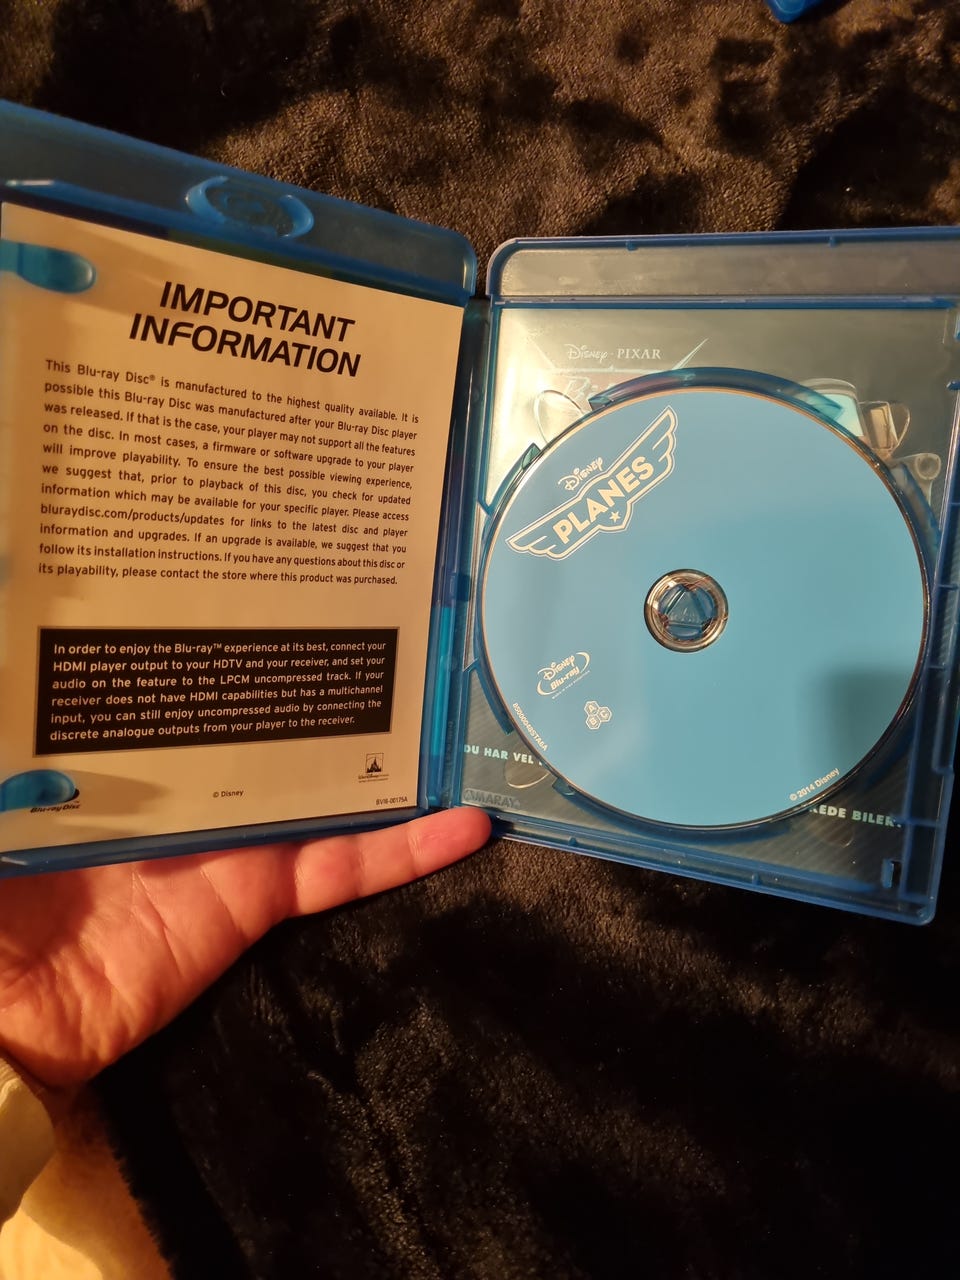 IMPORTANT
INFORMATION
This Blu-ray Disc® is manufactured to the highest quality available. It is
possible this Blu-ray Disc was manufactured after your Blu-ray Disc player
was released. If that is the case, your player may not support all the features
on the disc. In most cases, a firmware or software upgrade to your player
will improve playability. To ensure the best possible viewing experience,
we suggest that, prior to playback of this disc, you check for updated
information which may be available for your specific player. Please access
bluraydisc.com/products/updates for links to the latest disc and player
information and upgrades. If an upgrade is available, we suggest that you
follow its installation instructions. If you have any questions about this disc or
its playability, please contact the store where this product was purchased.
In order to enjoy the Blu-ray™ experience at its best, connect your
HDMI player output to your HDTV and your receiver, and set your
audio on the feature to the LPCM uncompressed track. If your
receiver does not have HDMI capabilities but has a multichannel
input, you can still enjoy uncompressed audio by connecting the
discrete analogue outputs from your player to the receiver.
Blu-ray Disc
© Disney
BVI6-00175A
Disney · PIXAR
Disney
PLANES
Disney
Blu-ray
A
B C
© 2014 Disney
DU HAR VEL
BILER
AMARAY